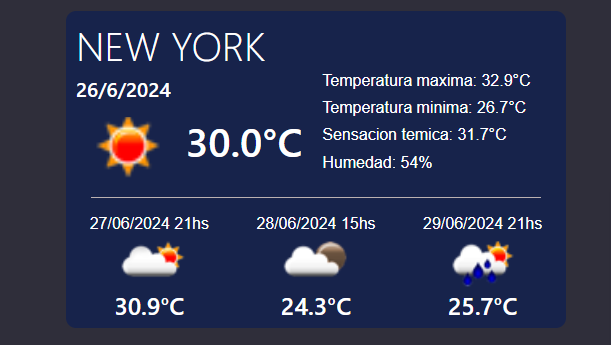 NEW YORK
26/6/2024
30.0°C
Temperatura maxima: 32.9°C
Temperatura minima: 26.7°C
Sensacion temica: 31.7°C
Humedad: 54%
27/06/2024 21hs
28/06/2024 15hs
29/06/2024 21hs
30.9°C
24.3°C
25.7°C